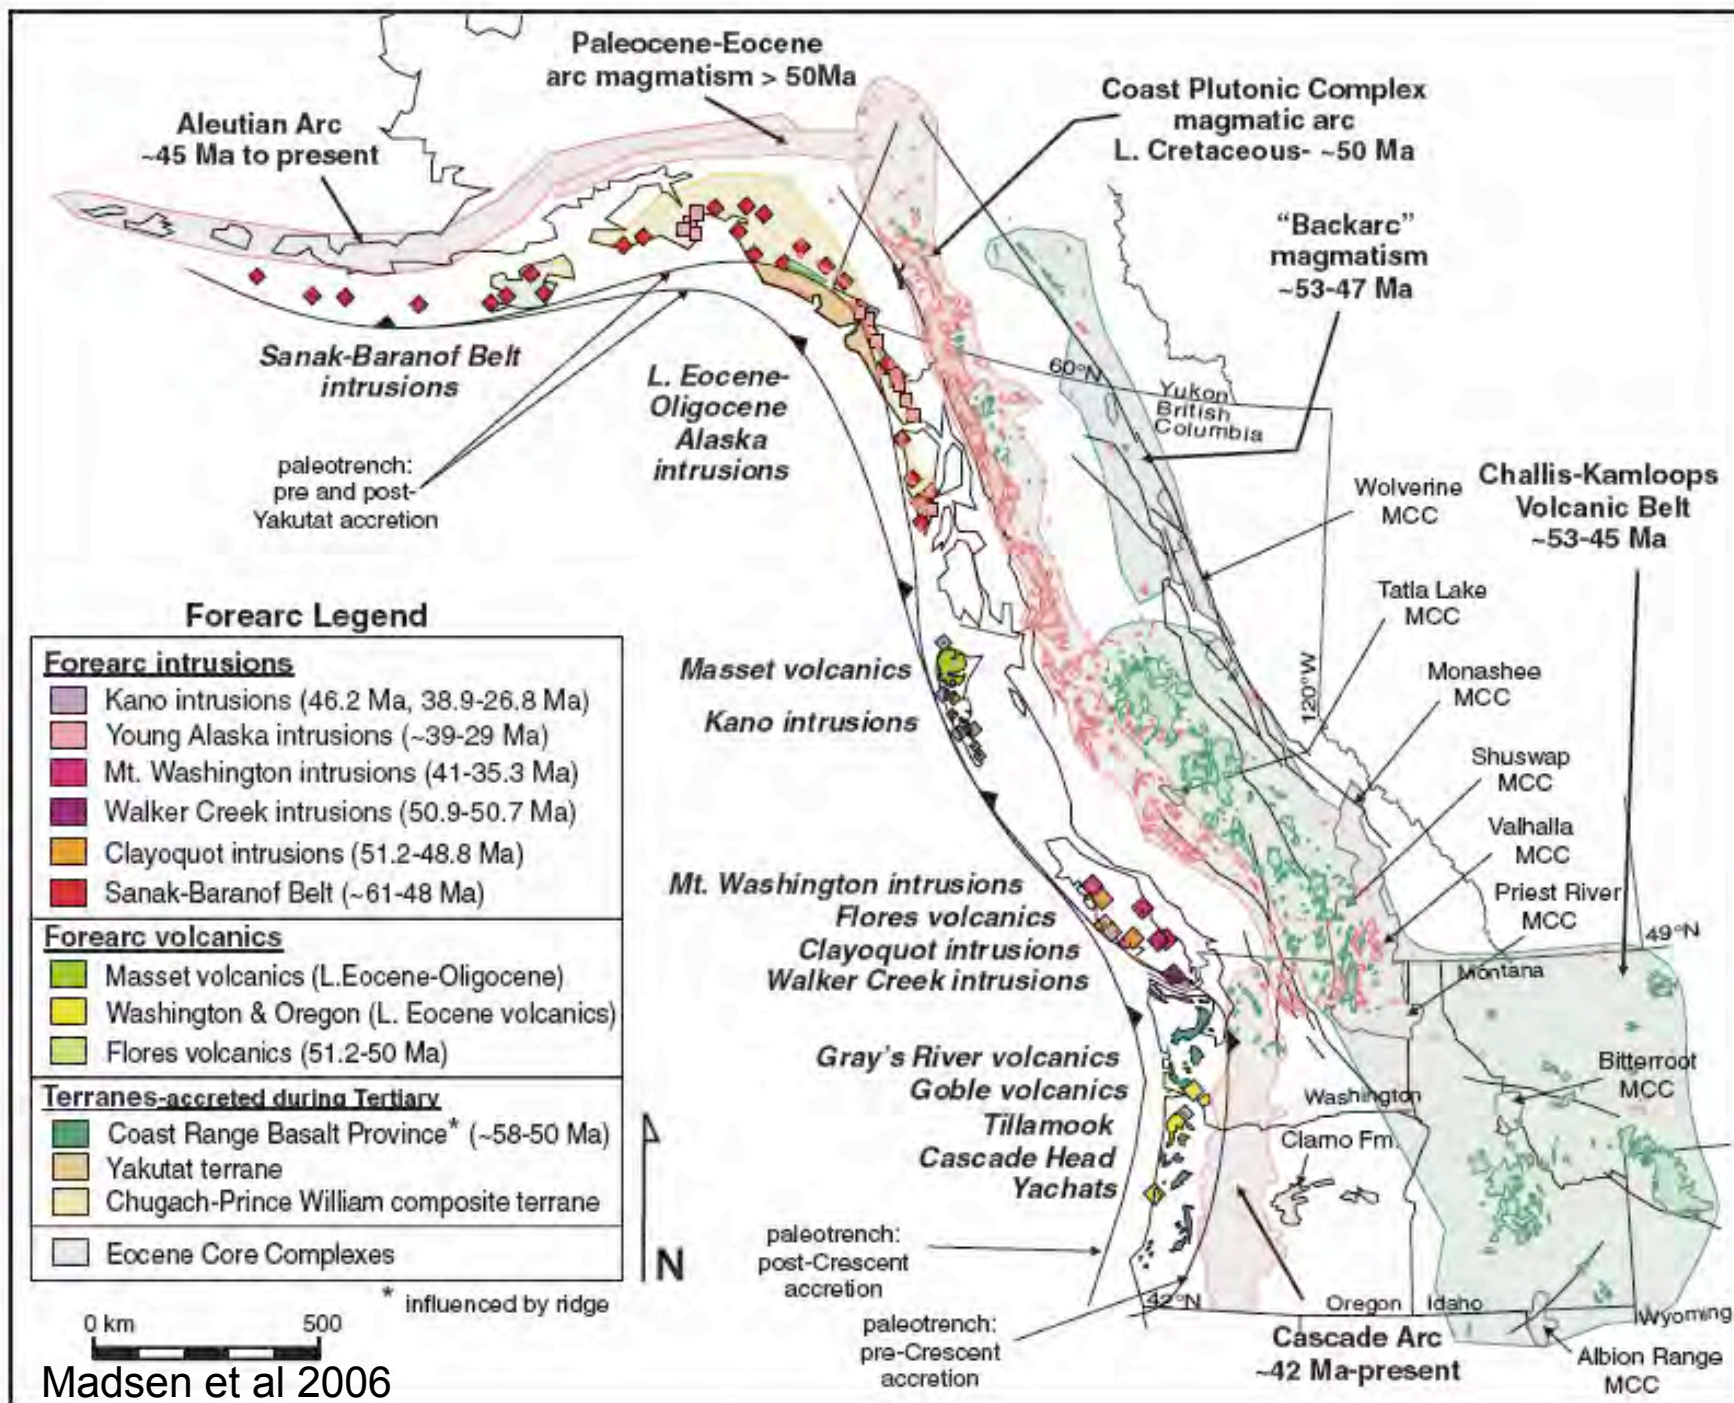 Paleocene-Eocene
arc magmatism > 50Ma
Aleutian Arc
~45 Ma to present
Coast Plutonic Complex
magmatic arc
L. Cretaceous- ~50 Ma
“Backarc”
magmatism
~53-47 Ma
Sanak-Baranof Belt
intrusions
L. Eocene-
Oligocene
Alaska
intrusions
60°N
Yukon
British
Columbia
paleotrench:
pre and post-
Yakutat accretion
Wolverine
MCC
Challis-Kamloops
Volcanic Belt
~53-45 Ma
Tatla Lake
MCC
Monashee
MCC
120°W
Shuswap
MCC
Valhalla
MCC
Priest River
MCC
Masset volcanics
Kano intrusions
Mt. Washington intrusions
Flores volcanics
Clayoquot intrusions
Walker Creek intrusions
49°N
Montana
Gray's River volcanics
Goble volcanics
Tillamook
Cascade Head
Yachats
Bitterroot
MCC
Washington
Clarno Fm.
paleotrench:
post-Crescent
accretion
paleotrench:
pre-Crescent
accretion
42°N
Oregon
Idaho
Wyoming
Cascade Arc
~42 Ma-present
Albion Range
MCC
Forearc Legend
Forearc intrusions
Kano intrusions (46.2 Ma, 38.9-26.8 Ma)
Young Alaska intrusions (~39-29 Ma)
Mt. Washington intrusions (41-35.3 Ma)
Walker Creek intrusions (50.9-50.7 Ma)
Clayoquot intrusions (51.2-48.8 Ma)
Sanak-Baranof Belt (~61-48 Ma)
Forearc volcanics
Masset volcanics (L.Eocene-Oligocene)
Washington & Oregon (L. Eocene volcanics)
Flores volcanics (51.2-50 Ma)
Terranes-accreted during Tertiary
Coast Range Basalt Province* (~58-50 Ma)
Yakutat terrane
Chugach-Prince William composite terrane
Eocene Core Complexes
* influenced by ridge
N
0 km 500
Madsen et al 2006